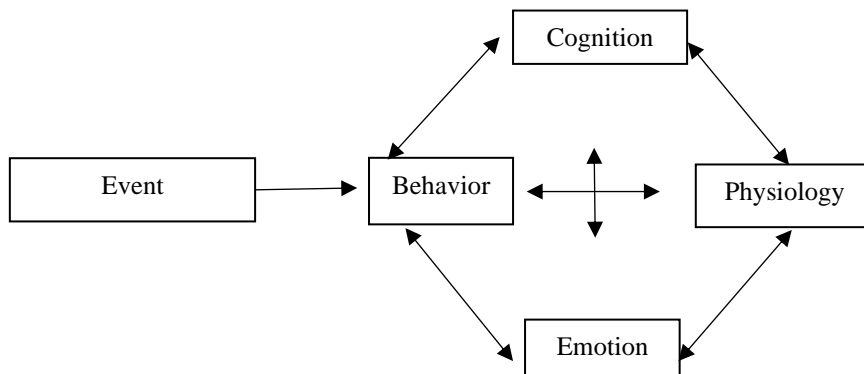 Cognition
Event
Behavior
Physiology
Emotion